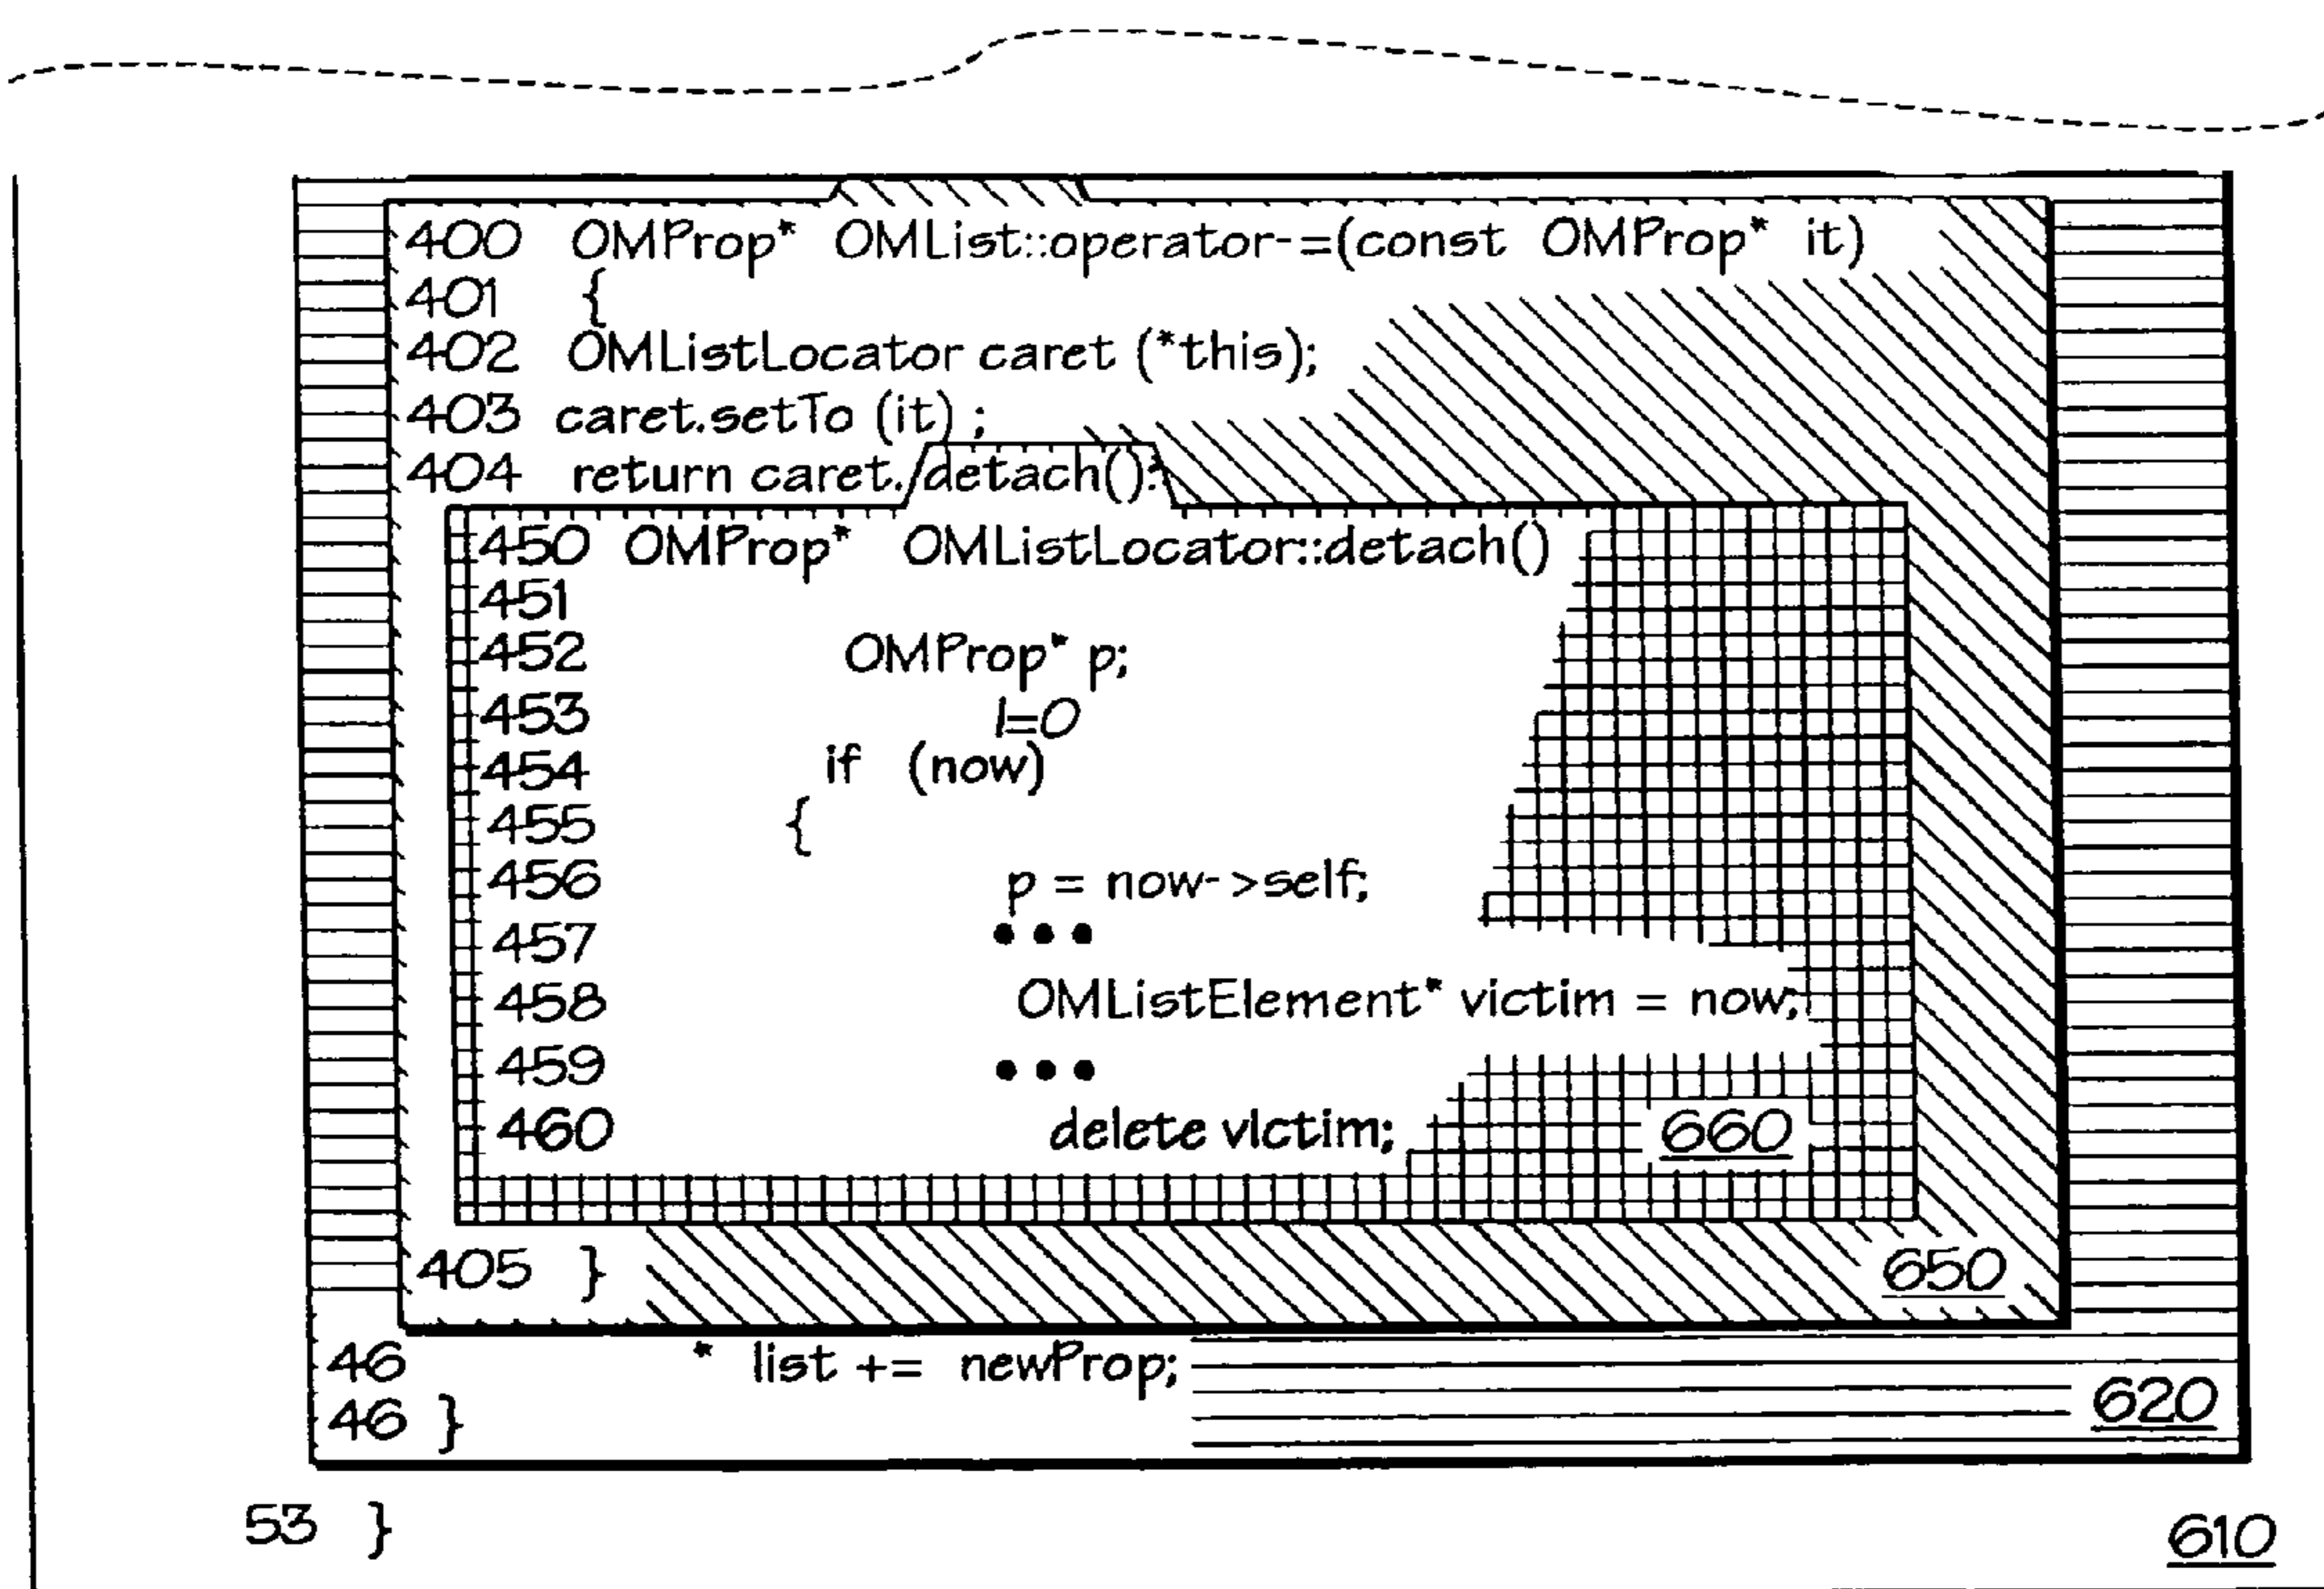 400 OMProp* OMList::operator-=(const OMProp* it)
401 {
402 OMListLocator caret (*this);
403 caret.setTo (it) ;
404 return caret. detach();
450 OMProp* OMListLocator::detach()
451
452 OMProp* p;
453 l=0
454 if (now)
455 {
456 p = now->self;
457 •••
458 OMListElement* victim = now;
459 •••
460 delete victim; 660
405 } 650
46 * list += newProp;
46 } 620
53 } 610